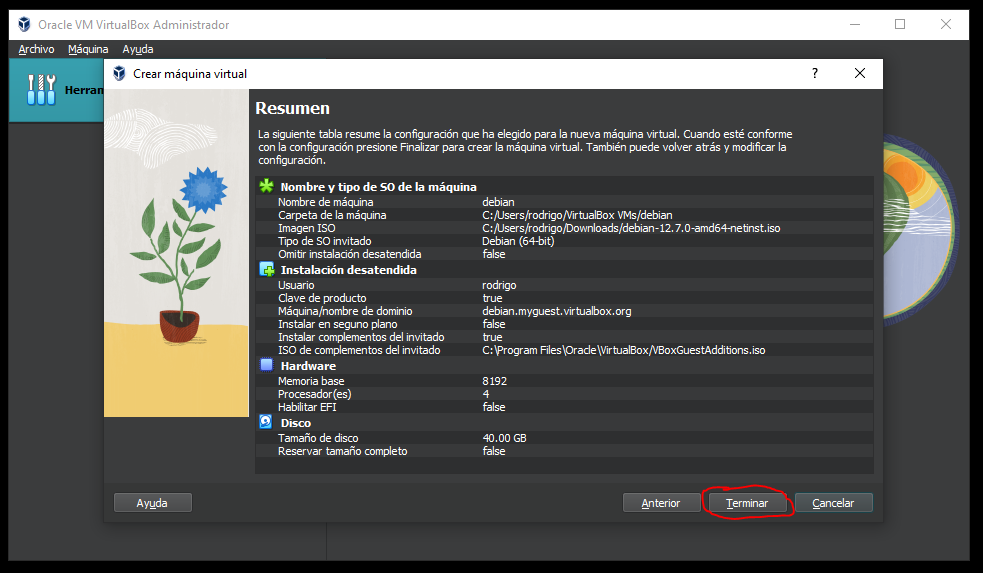 Oracle VM VirtualBox Administrador
Archivo Máquina Ayuda
Herran
Crear máquina virtual
?
Resumen
La siguiente tabla resume la configuración que ha elegido para la nueva máquina virtual. Cuando esté conforme
con la configuración presione Finalizar para crear la máquina virtual. También puede volver atrás y modificar la
configuración.
Nombre y tipo de SO de la máquina
Nombre de máquina debian
Carpeta de la máquina C:/Users/rodrigo/VirtualBox VMs/debian
Imagen ISO C:/Users/rodrigo/Downloads/debian-12.7.0-amd64-netinst.iso
Tipo de SO invitado Debian (64-bit)
Omitir instalación desatendida false
Instalación desatendida
Usuario rodrigo
Clave de producto true
Máquina/nombre de dominio debian.myguest.virtualbox.org
Instalar en seguno plano false
Instalar complementos del invitado true
ISO de complementos del invitado C:\Program Files\Oracle\VirtualBox/VBoxGuestAdditions.iso
Hardware
Memoria base 8192
Procesador(es) 4
Habilitar EFI false
Disco
Tamaño de disco 40.00 GB
Reservar tamaño completo false
Ayuda Anterior Terminar Cancelar